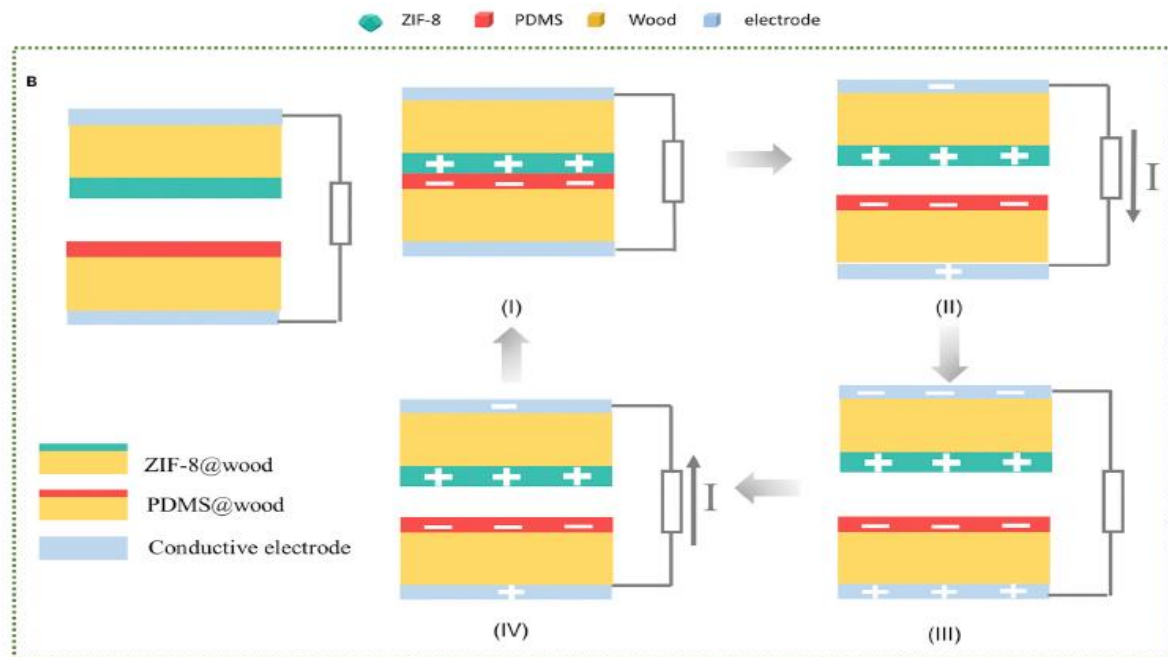 ZIF-8 PDMS Wood electrode
B
(I)
I
(II)
ZIF-8@wood
PDMS@wood
Conductive electrode
I
(IV)
(III)